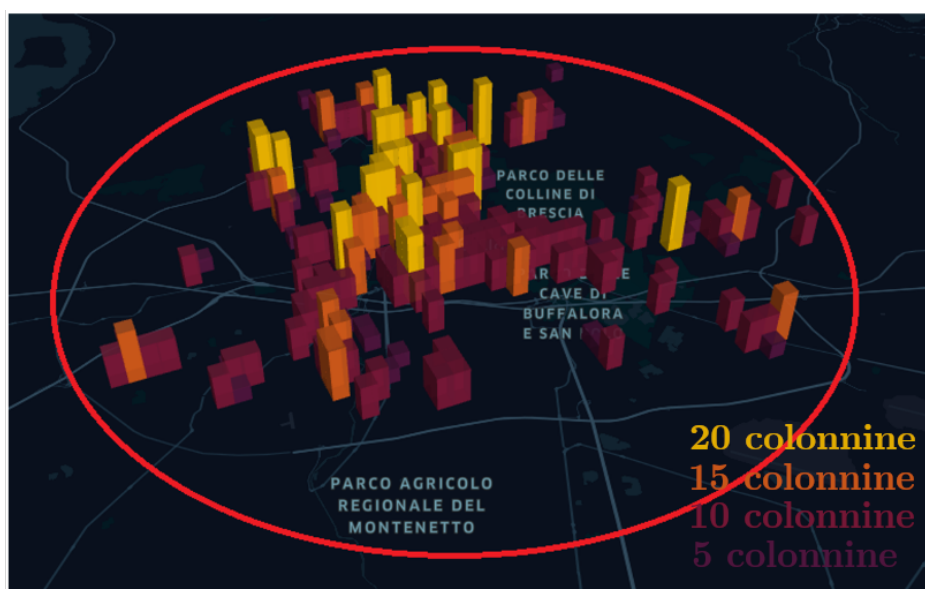 PARCO DELLE
COLLINE DI
BRESCIA
CAVE DI
BUFFALORA
E SAN
20 colonnine
15 colonnine
10 colonnine
5 colonnine
PARCO AGRICOLO
REGIONALE DEL
MONTENETTO